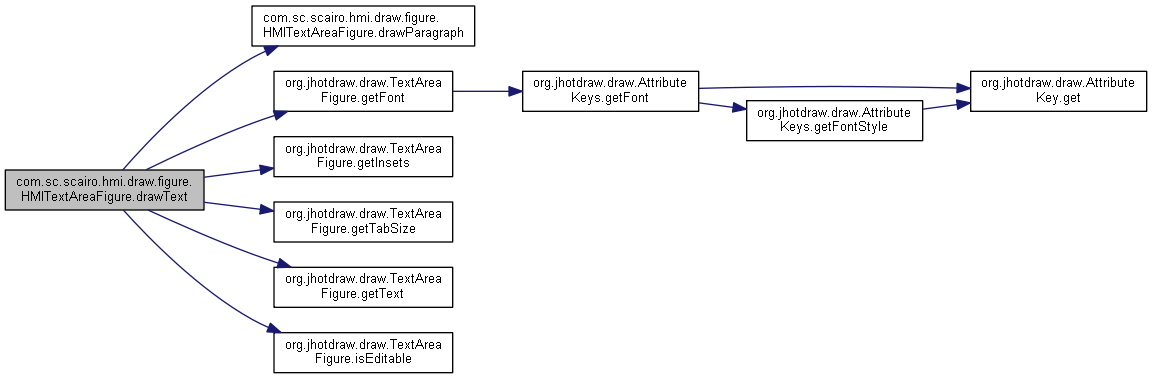 com.sc.scairo.hmi.draw.figure.
HMITextAreaFigure.drawParagraph
org.jhotdraw.draw.TextArea
Figure.getFont
org.jhotdraw.draw.Attribute
Keys.getFont
org.jhotdraw.draw.Attribute
Key.get
org.jhotdraw.draw.Attribute
Keys.getFontStyle
org.jhotdraw.draw.TextArea
Figure.getInsets
com.sc.scairo.hmi.draw.figure.
HMITextAreaFigure.drawText
org.jhotdraw.draw.TextArea
Figure.getTabSize
org.jhotdraw.draw.TextArea
Figure.getText
org.jhotdraw.draw.TextArea
Figure.isEditable